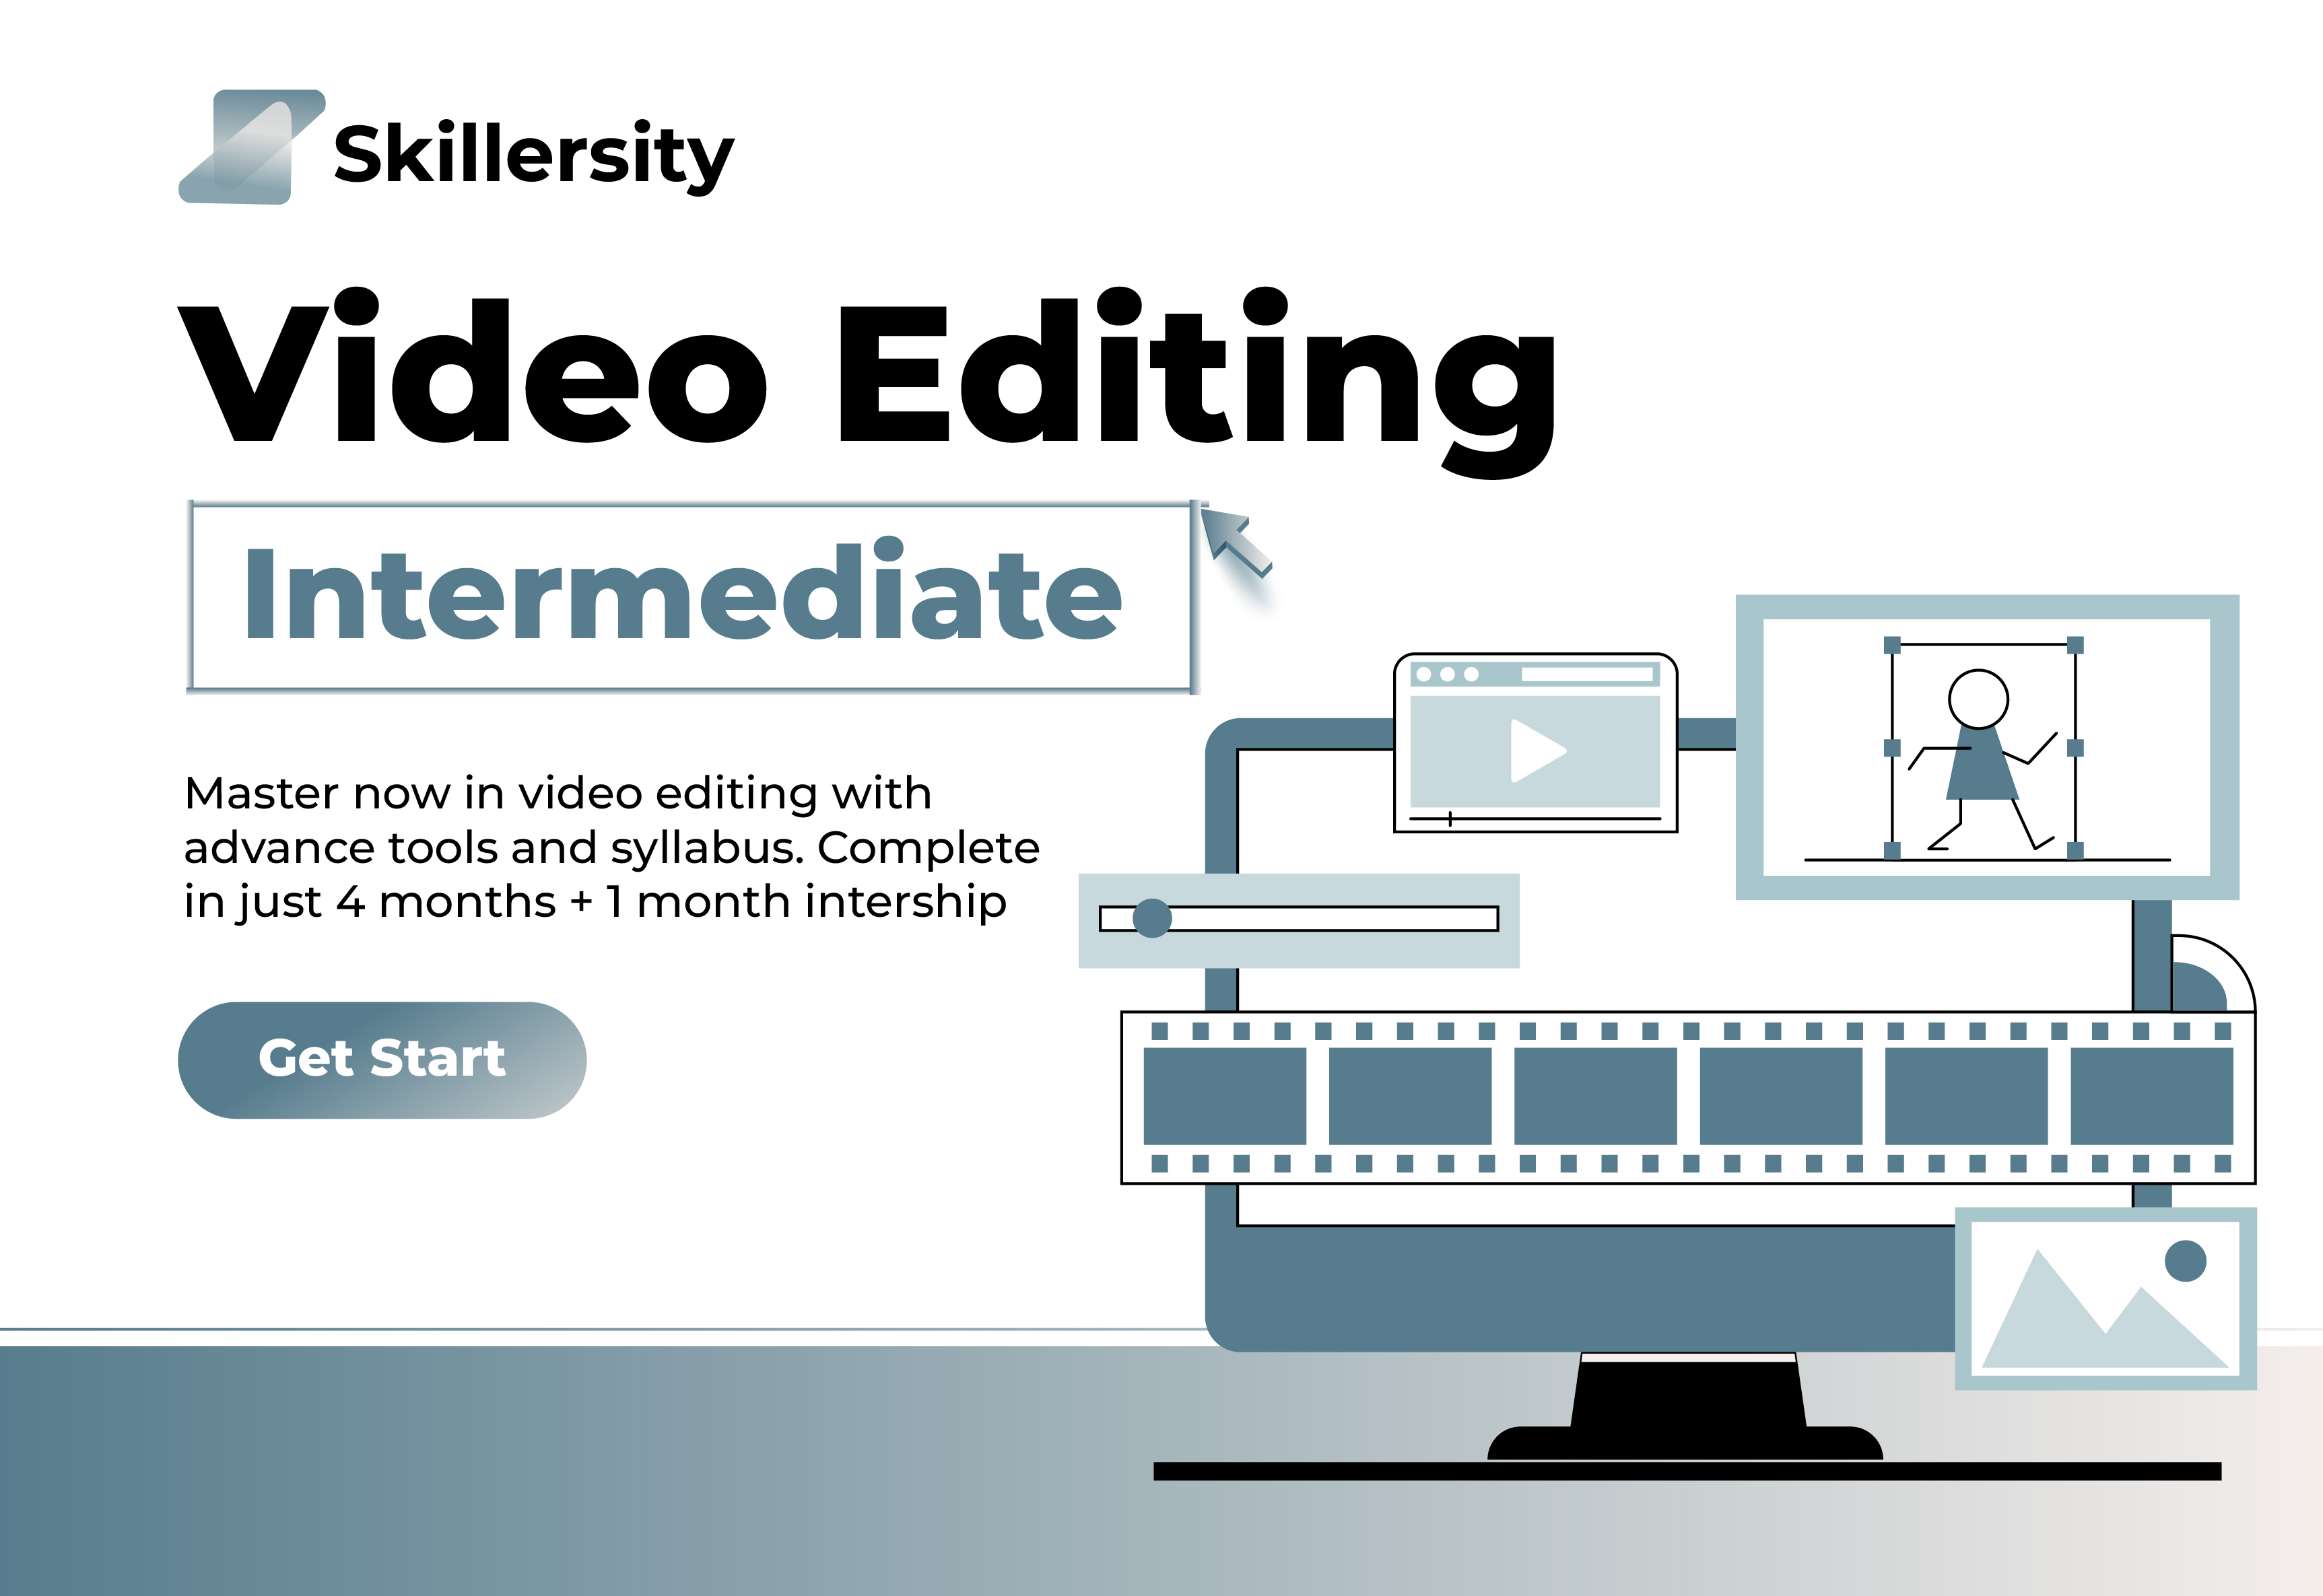 Skillersity
Video Editing
Intermediate
Master now in video editing with
advance tools and syllabus. Complete
in just 4 months + 1 month intership
Get Start